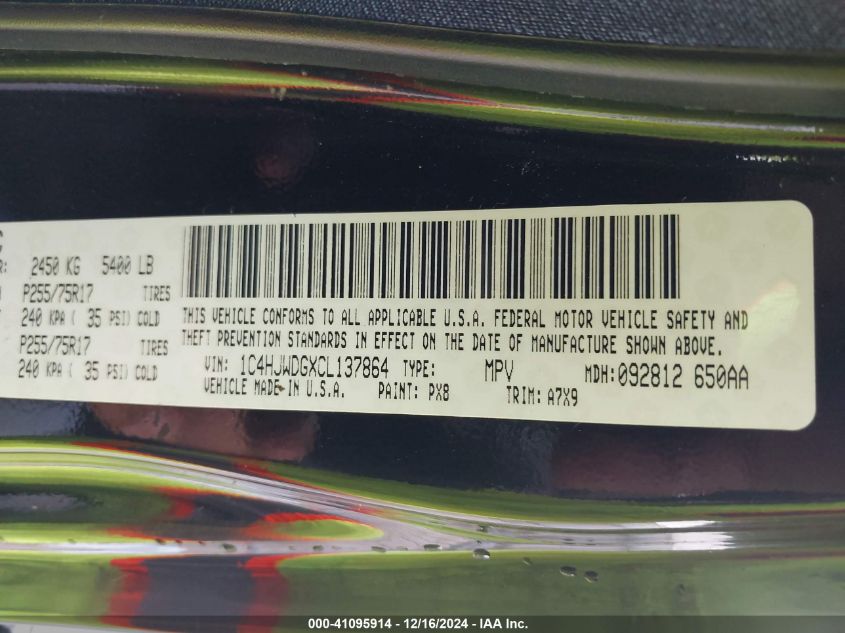 2450 KG 5400 LB
P255/75R17 TIRES
240 KPA ( 35 PSI) COLD
P255/75R17 TIRES
240 KPA ( 35 PSI) COLD
THIS VEHICLE CONFORMS TO ALL APPLICABLE U.S.A. FEDERAL MOTOR VEHICLE SAFETY AND
THEFT PREVENTION STANDARDS IN EFFECT ON THE DATE OF MANUFACTURE SHOWN ABOVE.
VIN: 1C4HJWDGXCL137864 TYPE: MPV MDH:092812 650AA
VEHICLE MADE IN U.S.A. PAINT: PX8 TRIM: A7X9
000-41095914 - 12/16/2024 - IAA Inc.